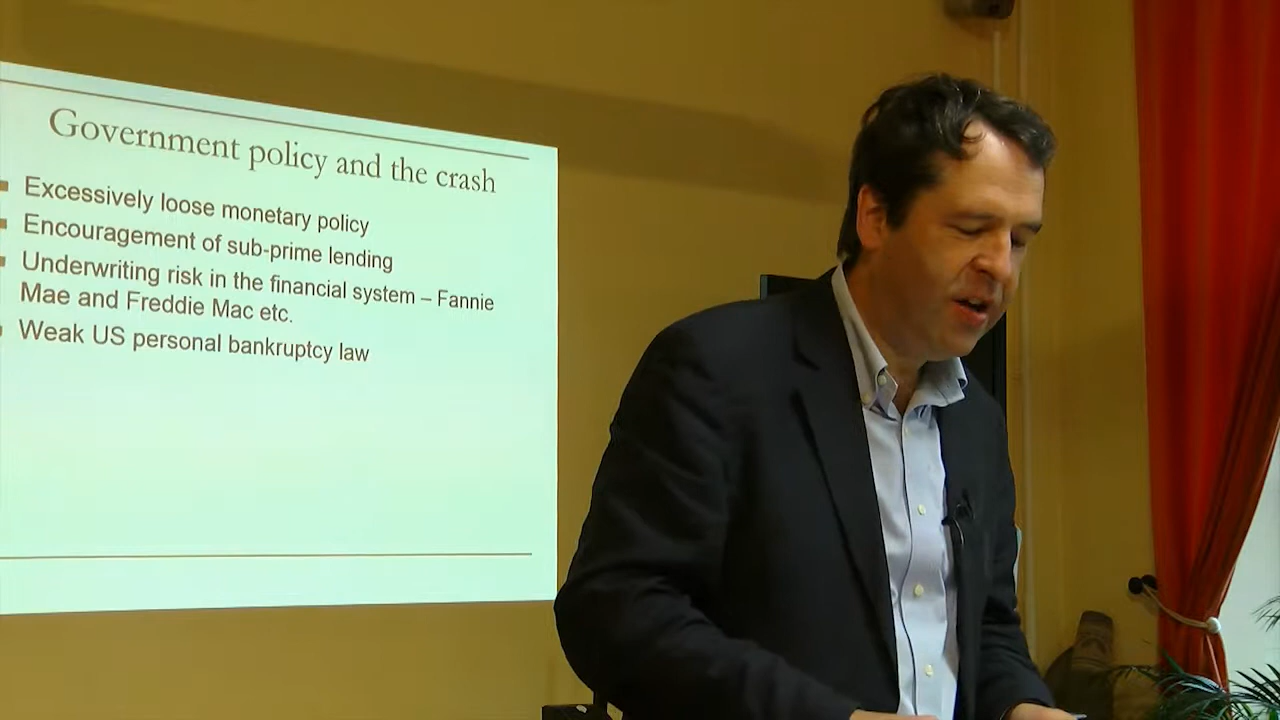 Government policy and the crash
Excessively loose monetary policy
Encouragement of sub-prime lending
Underwriting risk in the financial system – Fannie
Mae and Freddie Mac etc.
Weak US personal bankruptcy law